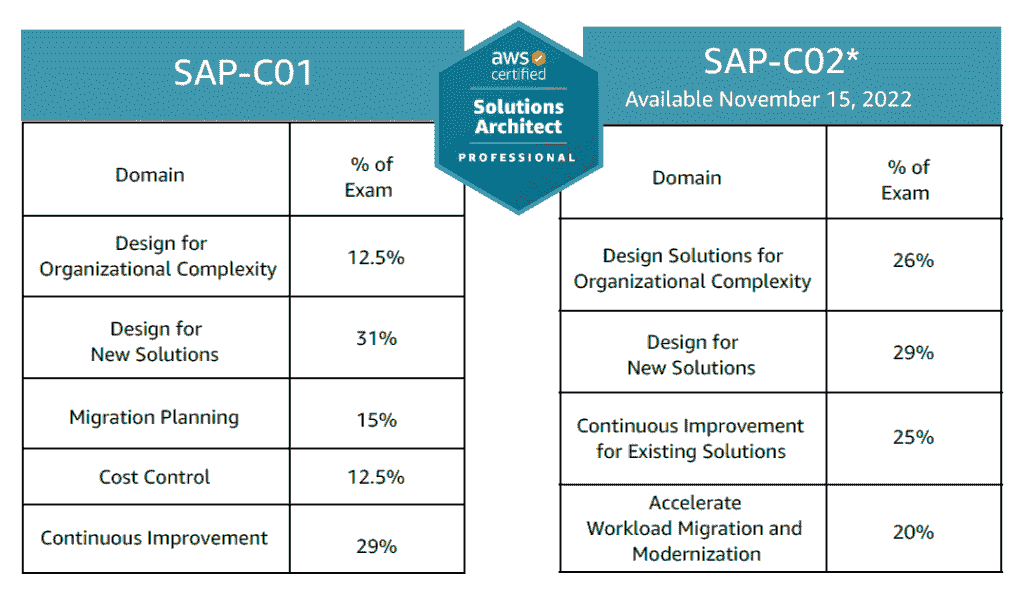 SAP-C01
Domain
% of
Exam
Design for
Organizational Complexity
12.5%
Design for
New Solutions
31%
Migration Planning
15%
Cost Control
12.5%
Continuous Improvement
29%
aws
certified
Solutions
Architect
PROFESSIONAL
SAP-C02*
Available November 15, 2022
Domain
% of
Exam
Design Solutions for
Organizational Complexity
26%
Design for
New Solutions
29%
Continuous Improvement
for Existing Solutions
25%
Accelerate
Workload Migration and
Modernization
20%